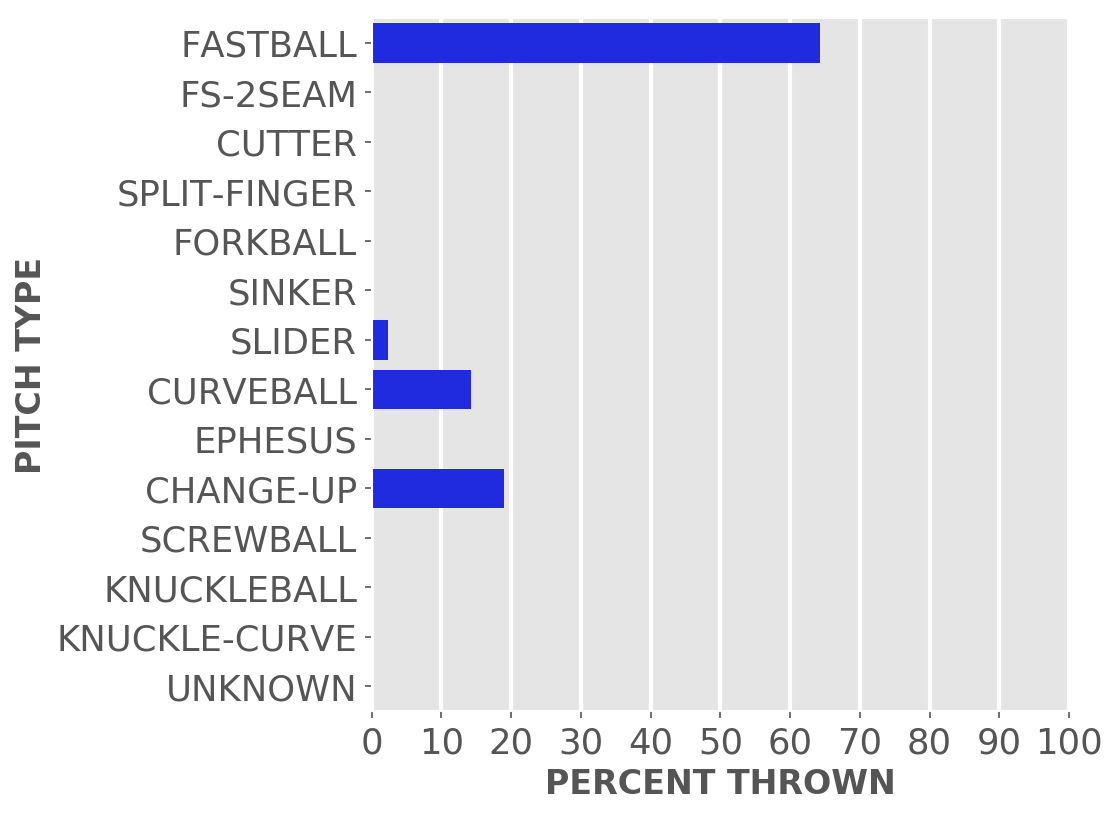 FASTBALL
FS-2SEAM
CUTTER
SPLIT-FINGER
FORKBALL
SINKER
SLIDER
CURVEBALL
EPHESUS
CHANGE-UP
SCREWBALL
KNUCKLEBALL
KNUCKLE-CURVE
UNKNOWN
PITCH TYPE
0 10 20 30 40 50 60 70 80 90 100
PERCENT THROWN